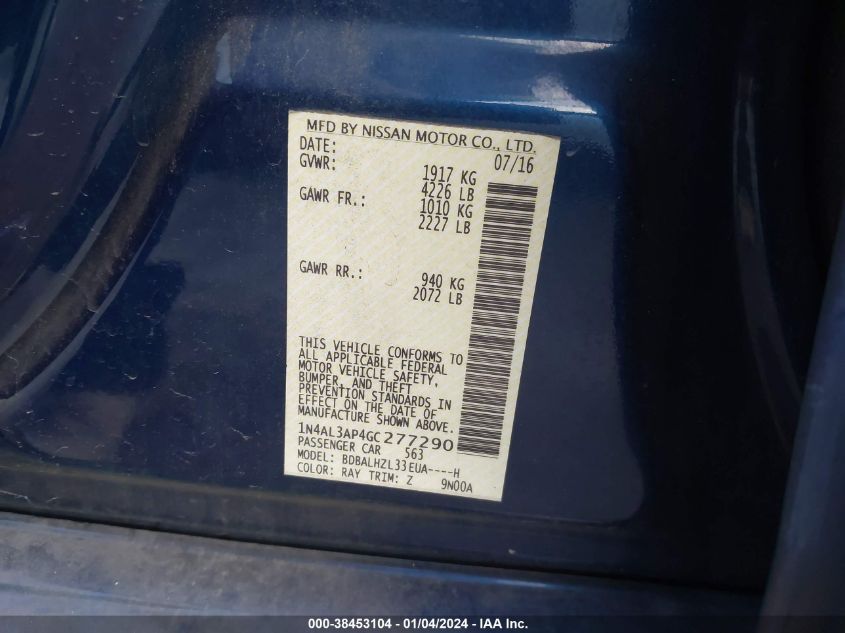 MFD BY NISSAN MOTOR CO., LTD.
DATE: 07/16
GVWR: 1917 KG
4226 LB
GAWR FR.: 1010 KG
2227 LB
GAWR RR.: 940 KG
2072 LB
THIS VEHICLE CONFORMS TO
ALL APPLICABLE FEDERAL
MOTOR VEHICLE SAFETY,
BUMPER, AND THEFT
PREVENTION STANDARDS IN
EFFECT ON THE DATE OF
MANUFACTURE SHOWN ABOVE.
1N4AL3AP4GC277290
PASSENGER CAR 563
MODEL: BDBALHZL33EUA----H
COLOR: RAY TRIM: Z 9N00A
000-38453104 - 01/04/2024 - IAA Inc.